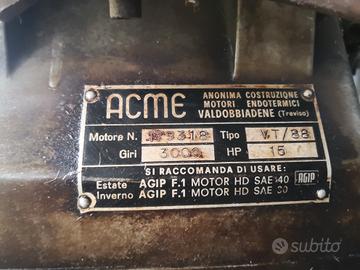 ACME
ANONIMA COSTRUZIONE
MOTORI ENDOTERMICI
VALDOBBIADENE (Treviso)
Motore N. Tipo VT/88
Giri 3000 HP 15
SI RACCOMANDA DI USARE:
Estate AGIP F.1 MOTOR HD SAE 40 AGIP
Inverno AGIP F.1 MOTOR HD SAE 30
subito